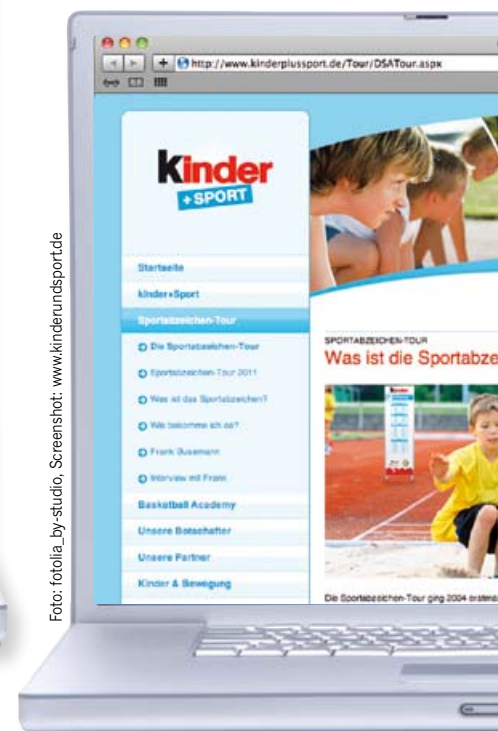 http://www.kinderplussport.de/Tour/DSATour.aspx
kinder
+SPORT
Startseite
kinder+Sport
Sportabzeichen-Tour
Die Sportabzeichen-Tour
Sportabzeichen-Tour 2011
Was ist das Sportabzeichen?
Wie bekomme ich es?
Frank Busemann
Interview mit Frank
Basketball Academy
Unsere Botschafter
Unsere Partner
Kinder & Bewegung
SPORTABZEICHEN-TOUR
Was ist die Sportabze
Die Sportabzeichen-Tour ging 2004 erstma
Foto: fotolia_by-studio, Screenshot: www.kinderundsport.de